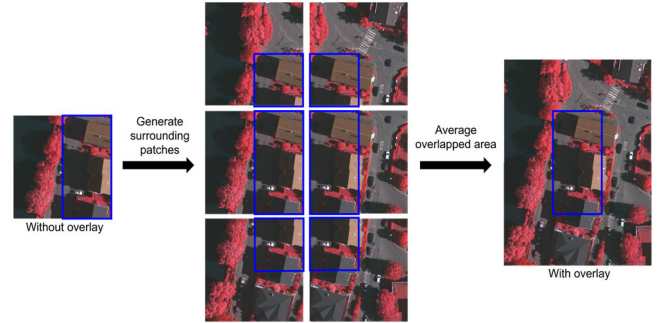 Without overlay
Generate
surrounding
patches
Average
overlapped area
With overlay